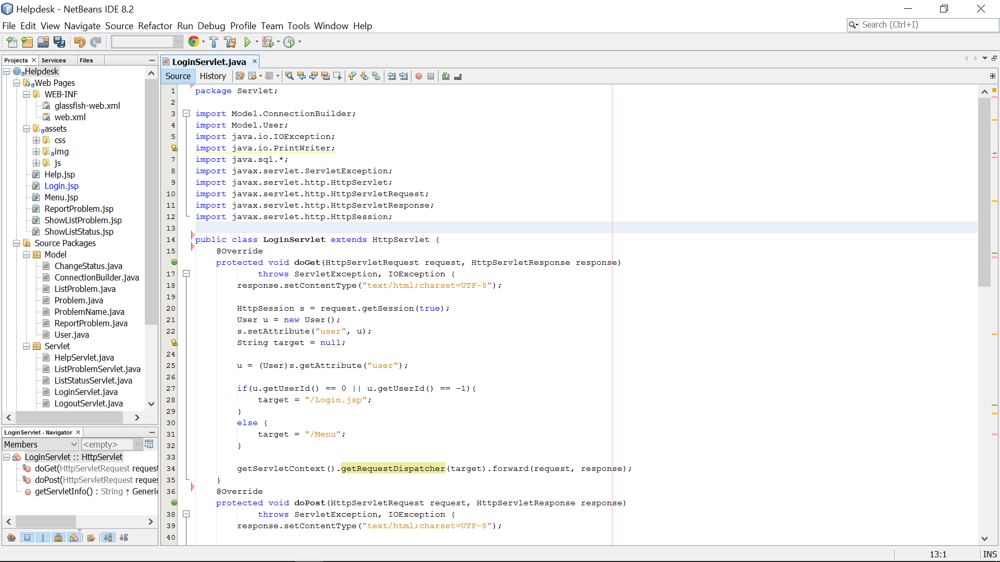 Helpdesk - NetBeans IDE 8.2
File Edit View Navigate Source Refactor Run Debug Profile Team Tools Window Help
Search (Ctrl+I)
Projects Services Files
Helpdesk
Web Pages
WEB-INF
glassfish-web.xml
web.xml
assets
css
img
js
Help.jsp
Login.jsp
Menu.jsp
ReportProblem.jsp
ShowListProblem.jsp
ShowListStatus.jsp
Source Packages
Model
ChangeStatus.java
ConnectionBuilder.java
ListProblem.java
Problem.java
ProblemName.java
ReportProblem.java
User.java
Servlet
HelpServlet.java
ListProblemServlet.java
ListStatusServlet.java
LoginServlet.java
LogoutServlet.java
LoginServlet - Navigator
Members <empty>
LoginServlet :: HttpServlet
doGet(HttpServletRequest request
doPost(HttpServletRequest reques
getServletInfo() : String ↑ Generic
LoginServlet.java
Source History
1 package Servlet;
2
3 import Model.ConnectionBuilder;
4 import Model.User;
5 import java.io.IOException;
import java.io.PrintWriter;
7 import java.sql.*;
8 import javax.servlet.ServletException;
9 import javax.servlet.http.HttpServlet;
10 import javax.servlet.http.HttpServletRequest;
11 import javax.servlet.http.HttpServletResponse;
12 import javax.servlet.http.HttpSession;
13
14 public class LoginServlet extends HttpServlet {
15 @Override
protected void doGet(HttpServletRequest request, HttpServletResponse response)
17 throws ServletException, IOException {
18 response.setContentType("text/html;charset=UTF-8");
19
20 HttpSession s = request.getSession(true);
21 User u = new User();
22 s.setAttribute("user", u);
String target = null;
24
25 u = (User)s.getAttribute("user");
26
27 if(u.getUserId() == 0 || u.getUserId() == -1){
28 target = "/Login.jsp";
29 }
30 else {
31 target = "/Menu";
32 }
33
34 getServletContext().getRequestDispatcher(target).forward(request, response);
35 }
36 @Override
protected void doPost(HttpServletRequest request, HttpServletResponse response)
38 throws ServletException, IOException {
39 response.setContentType("text/html;charset=UTF-8");
40
13:1 INS